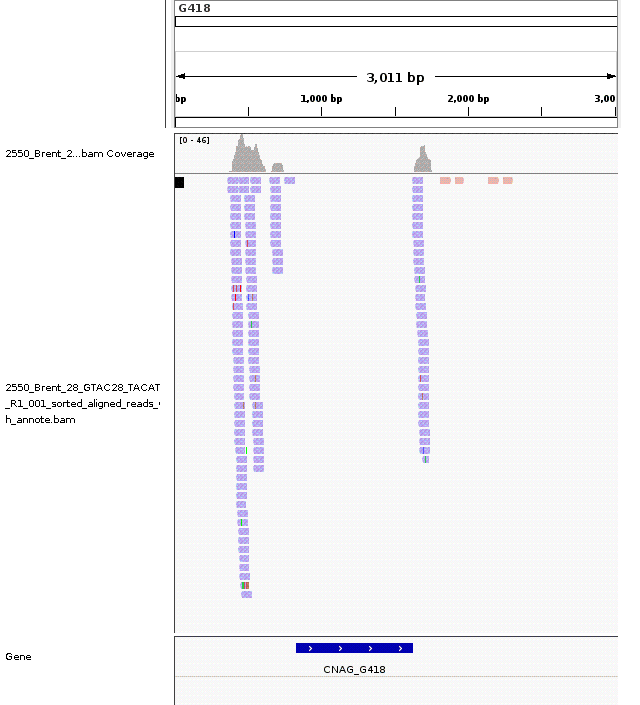 G418
3,011 bp
bp
1,000 bp
2,000 bp
3,00
[0 - 46]
2550_Brent_2...bam Coverage
2550_Brent_28_GTAC28_TACAT
_R1_001_sorted_aligned_reads_
h_annote.bam
Gene
CNAG_G418